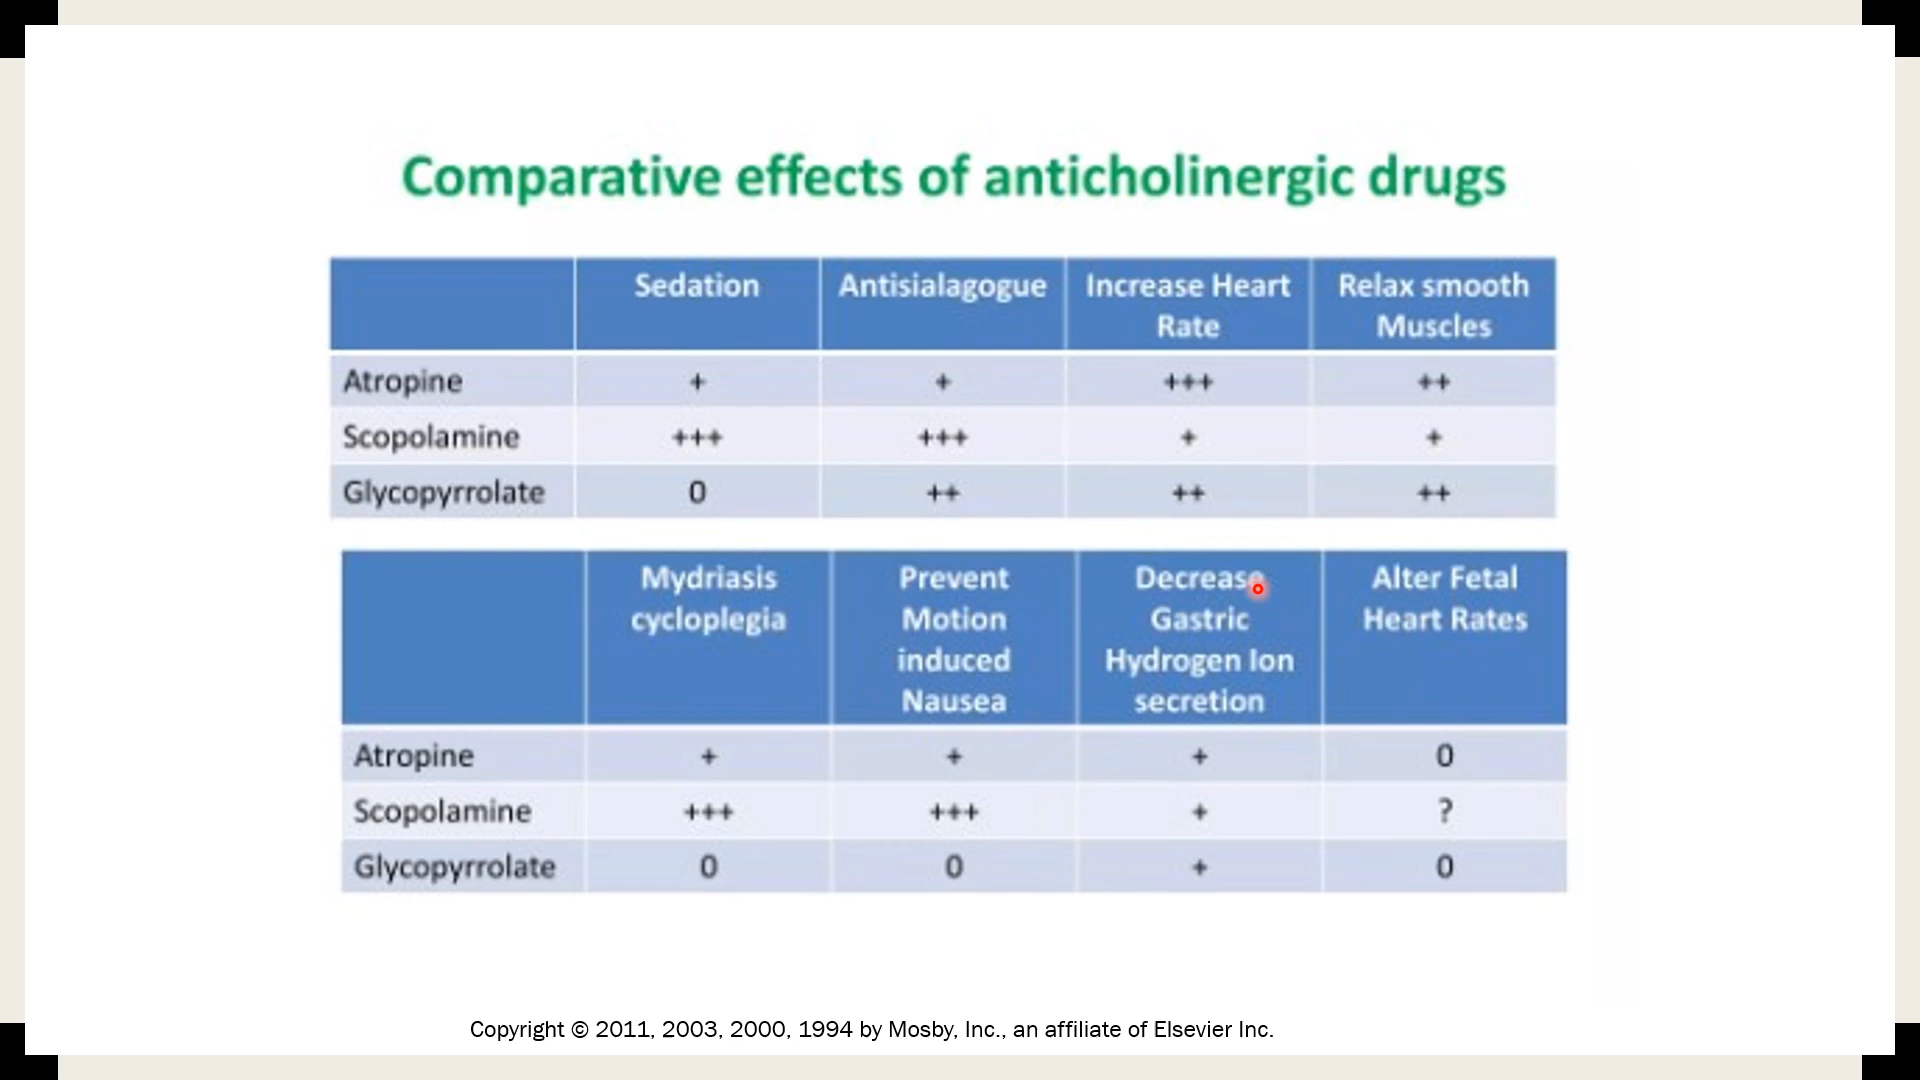 Comparative effects of anticholinergic drugs
Sedation Antisialagogue Increase Heart Rate Relax smooth Muscles
Atropine + + +++ ++
Scopolamine +++ +++ + +
Glycopyrrolate 0 ++ ++ ++
Mydriasis cycloplegia Prevent Motion induced Nausea Decrease Gastric Hydrogen Ion secretion Alter Fetal Heart Rates
Atropine + + + 0
Scopolamine +++ +++ + ?
Glycopyrrolate 0 0 + 0
Copyright © 2011, 2003, 2000, 1994 by Mosby, Inc., an affiliate of Elsevier Inc.